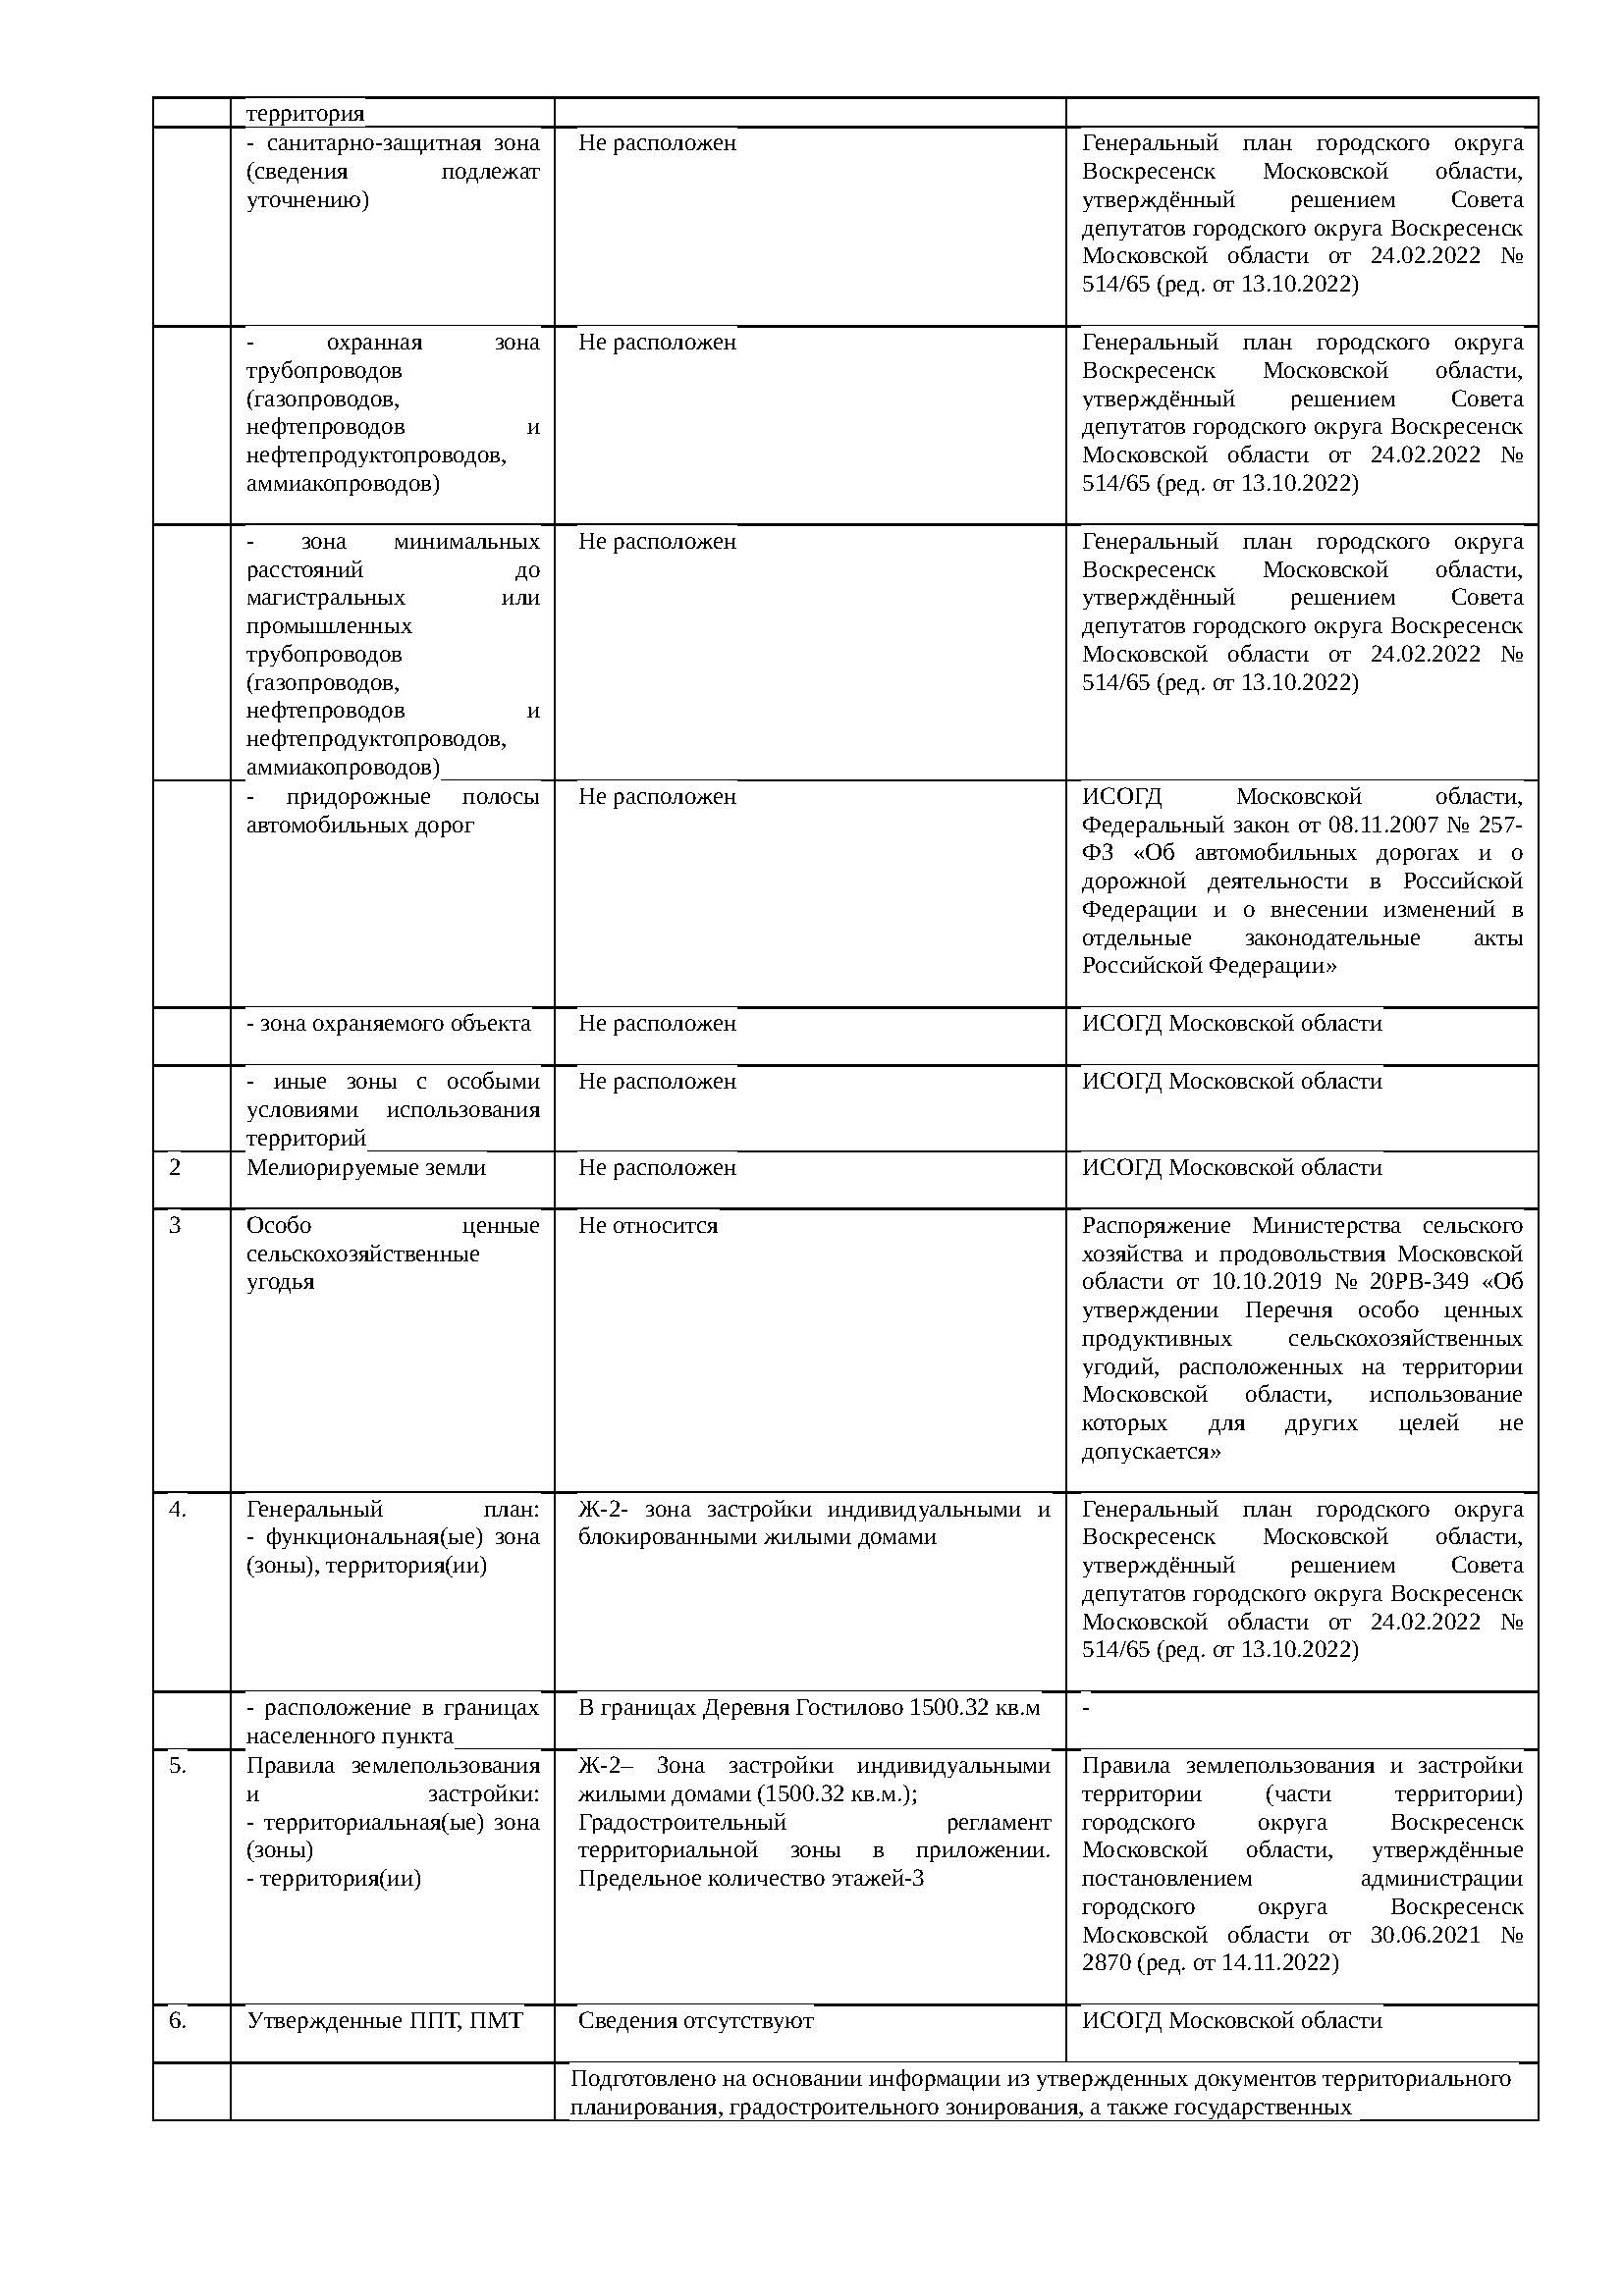 территория
- санитарно-защитная зона
(сведения подлежат
уточнению)
Не расположен
Генеральный план городского округа
Воскресенск Московской области,
утверждённый решением Совета
депутатов городского округа Воскресенск
Московской области от 24.02.2022 №
514/65 (ред. от 13.10.2022)
- охранная зона
трубопроводов
(газопроводов,
нефтепроводов и
нефтепродуктопроводов,
аммиакопроводов)
Не расположен
Генеральный план городского округа
Воскресенск Московской области,
утверждённый решением Совета
депутатов городского округа Воскресенск
Московской области от 24.02.2022 №
514/65 (ред. от 13.10.2022)
- зона минимальных
расстояний до
магистральных или
промышленных
трубопроводов
(газопроводов,
нефтепроводов и
нефтепродуктопроводов,
аммиакопроводов)
Не расположен
Генеральный план городского округа
Воскресенск Московской области,
утверждённый решением Совета
депутатов городского округа Воскресенск
Московской области от 24.02.2022 №
514/65 (ред. от 13.10.2022)
- придорожные полосы
автомобильных дорог
Не расположен
ИСОГД Московской области,
Федеральный закон от 08.11.2007 № 257-
ФЗ «Об автомобильных дорогах и о
дорожной деятельности в Российской
Федерации и о внесении изменений в
отдельные законодательные акты
Российской Федерации»
- зона охраняемого объекта
Не расположен
ИСОГД Московской области
- иные зоны с особыми
условиями использования
территорий
Не расположен
ИСОГД Московской области
2
Мелиорируемые земли
Не расположен
ИСОГД Московской области
3
Особо ценные
сельскохозяйственные
угодья
Не относится
Распоряжение Министерства сельского
хозяйства и продовольствия Московской
области от 10.10.2019 № 20РВ-349 «Об
утверждении Перечня особо ценных
продуктивных сельскохозяйственных
угодий, расположенных на территории
Московской области, использование
которых для других целей не
допускается»
4.
Генеральный план:
- функциональная(ые) зона
(зоны), территория(ии)
Ж-2- зона застройки индивидуальными и
блокированными жилыми домами
Генеральный план городского округа
Воскресенск Московской области,
утверждённый решением Совета
депутатов городского округа Воскресенск
Московской области от 24.02.2022 №
514/65 (ред. от 13.10.2022)
- расположение в границах
населенного пункта
В границах Деревня Гостилово 1500.32 кв.м
-
5.
Правила землепользования
и застройки:
- территориальная(ые) зона
(зоны)
- территория(ии)
Ж-2– Зона застройки индивидуальными
жилыми домами (1500.32 кв.м.);
Градостроительный регламент
территориальной зоны в приложении.
Предельное количество этажей-3
Правила землепользования и застройки
территории (части территории)
городского округа Воскресенск
Московской области, утверждённые
постановлением администрации
городского округа Воскресенск
Московской области от 30.06.2021 №
2870 (ред. от 14.11.2022)
6.
Утвержденные ППТ, ПМТ
Сведения отсутствуют
ИСОГД Московской области
Подготовлено на основании информации из утвержденных документов территориального
планирования, градостроительного зонирования, а также государственных